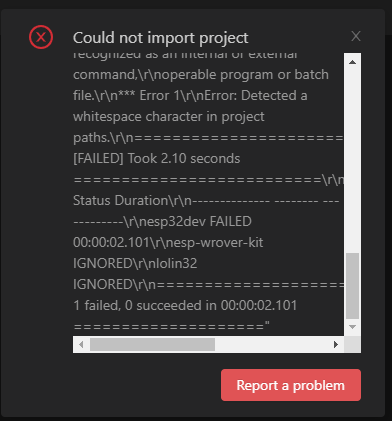 Could not import project
recognized as an internal or external
command,\r\noperable program or batch
file.\r\n*** Error 1\r\nError: Detected a
whitespace character in project
paths.\r\n========================
[FAILED] Took 2.10 seconds
==========================\r\n
Status Duration\r\n-------------- -------- ---
----------\r\nesp32dev FAILED
00:00:02.101\r\nesp-wrover-kit
IGNORED\r\nlolin32
IGNORED\r\n====================
1 failed, 0 succeeded in 00:00:02.101
===================="
Report a problem